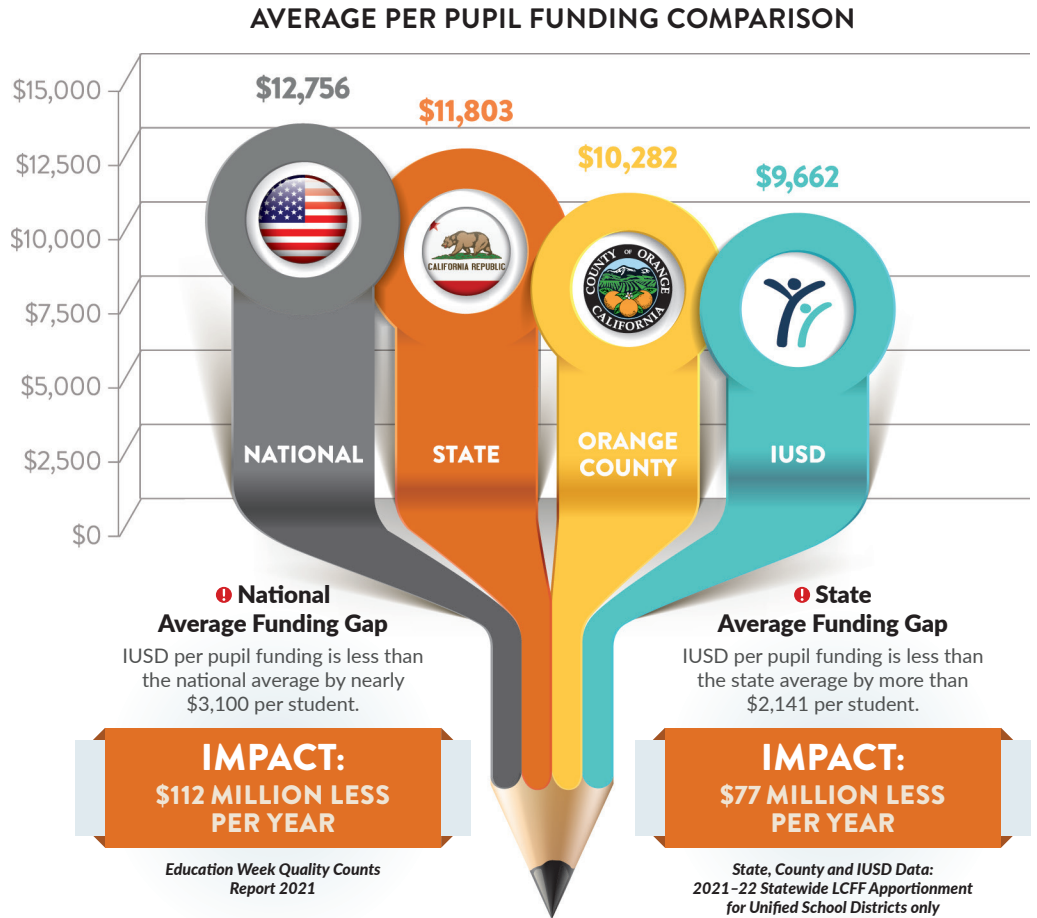 AVERAGE PER PUPIL FUNDING COMPARISON
$15,000
$12,500
$10,000
$7,500
$5,000
$2,500
$0
$12,756
$11,803
$10,282
$9,662
CALIFORNIA REPUBLIC
COUNTY OF ORANGE
CALIFORNIA
NATIONAL
STATE
ORANGE
COUNTY
IUSD
National
Average Funding Gap
IUSD per pupil funding is less than
the national average by nearly
$3,100 per student.
IMPACT:
$112 MILLION LESS
PER YEAR
Education Week Quality Counts
Report 2021
State
Average Funding Gap
IUSD per pupil funding is less than
the state average by more than
$2,141 per student.
IMPACT:
$77 MILLION LESS
PER YEAR
State, County and IUSD Data:
2021–22 Statewide LCFF Apportionment
for Unified School Districts only